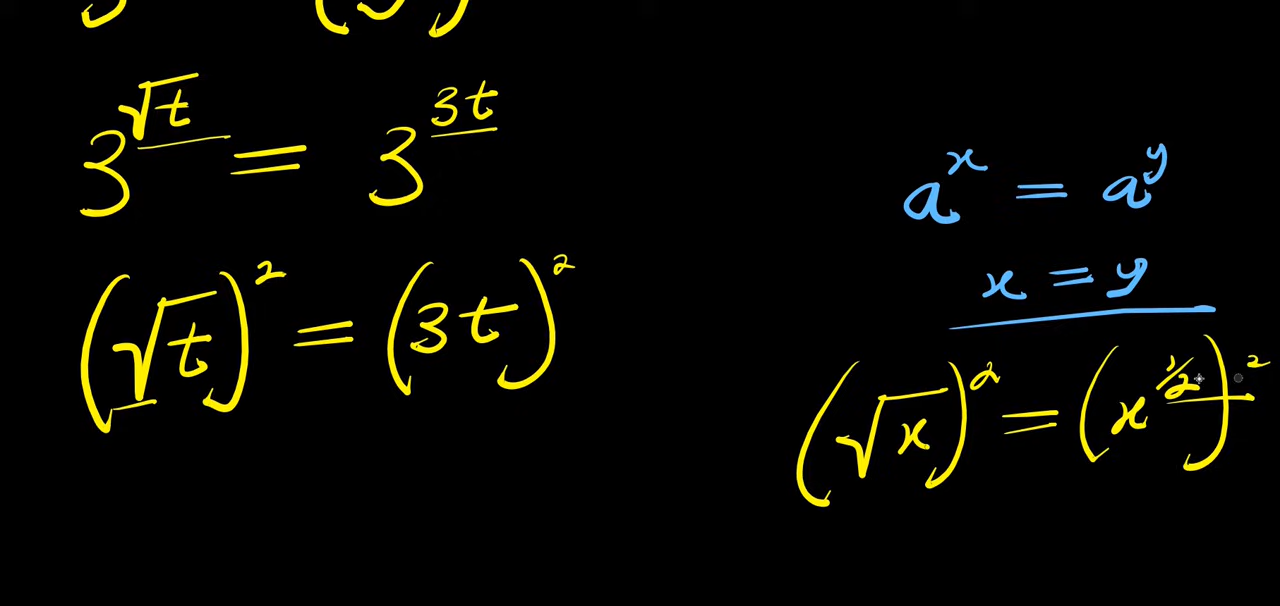 3^√t = 3^3t
a^x = a^y
x = y
(√t)^2 = (3t)^2
(√x)^2 = (x^1/2)^2